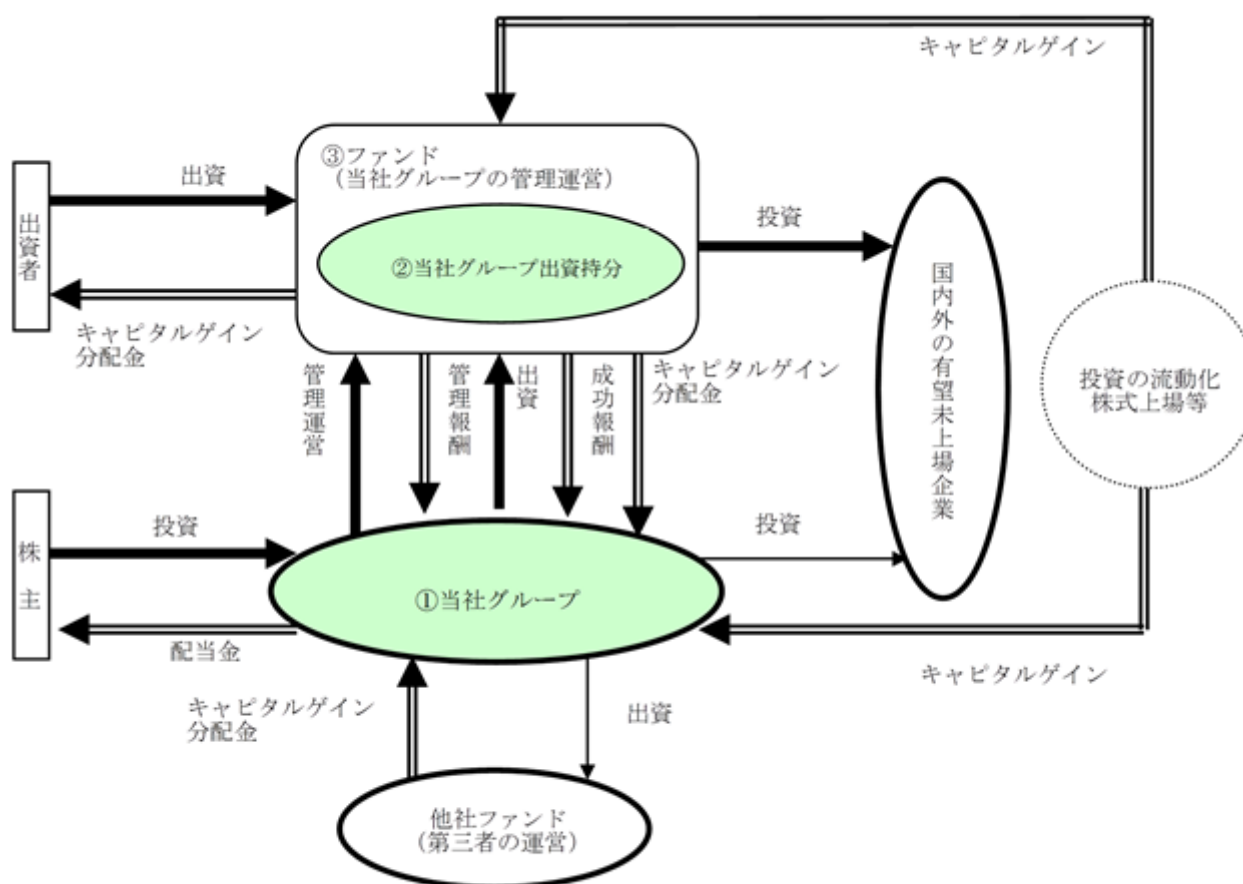 キャピタルゲイン
③ファンド
（当社グループの管理運営）
②当社グループ出資持分
出資者
出資
キャピタルゲイン
分配金
投資
国内外の有望未上場企業
投資の流動化
株式上場等
管理運営
管理報酬
出資
成功報酬
キャピタルゲイン
分配金
株主
投資
配当金
①当社グループ
投資
キャピタルゲイン
キャピタルゲイン
分配金
出資
他社ファンド
（第三者の運営）